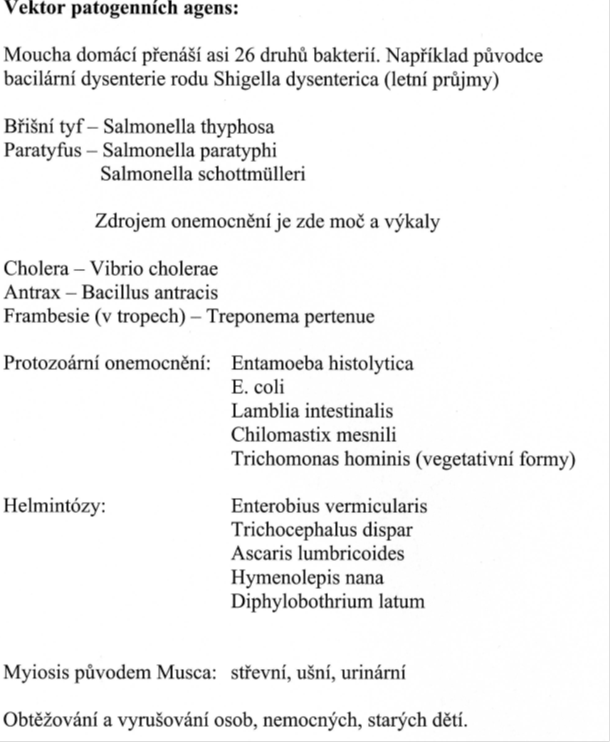 Vektor patogenních agens:
Moucha domácí přenáší asi 26 druhů bakterií. Například původce
bacilární dysenterie rodu Shigella dysenterica (letní průjmy)
Břišní tyf – Salmonella thyphosa
Paratyfus – Salmonella paratyphi
Salmonella schottmülleri
Zdrojem onemocnění je zde moč a výkaly
Cholera – Vibrio cholerae
Antrax – Bacillus antracis
Frambesie (v tropech) – Treponema pertenue
Protozoární onemocnění: Entamoeba histolytica
E. coli
Lamblia intestinalis
Chilomastix mesnili
Trichomonas hominis (vegetativní formy)
Helmintózy: Enterobius vermicularis
Trichocephalus dispar
Ascaris lumbricoides
Hymenolepis nana
Diphylobothrium latum
Myiosis původem Musca: střevní, ušní, urinární
Obtěžování a vyrušování osob, nemocných, starých dětí.